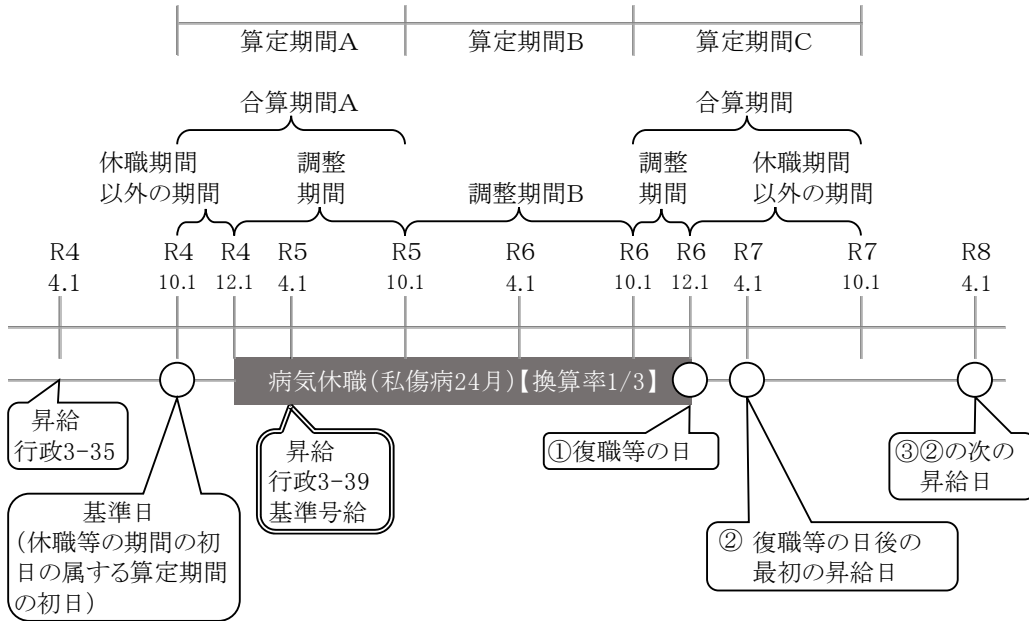 算定期間A
算定期間B
算定期間C
合算期間A
合算期間
休職期間
以外の期間
調整
期間
調整期間B
調整
期間
休職期間
以外の期間
R4
4.1
R4
10.1
R4
12.1
R5
4.1
R5
10.1
R6
4.1
R6
10.1
R6
12.1
R7
4.1
R7
10.1
R8
4.1
病気休職(私傷病24月)【換算率1/3】
昇給
行政3-35
昇給
行政3-39
基準号給
①復職等の日
③②の次の
昇給日
基準日
(休職等の期間の初
日の属する算定期間
の初日)
② 復職等の日後の
最初の昇給日